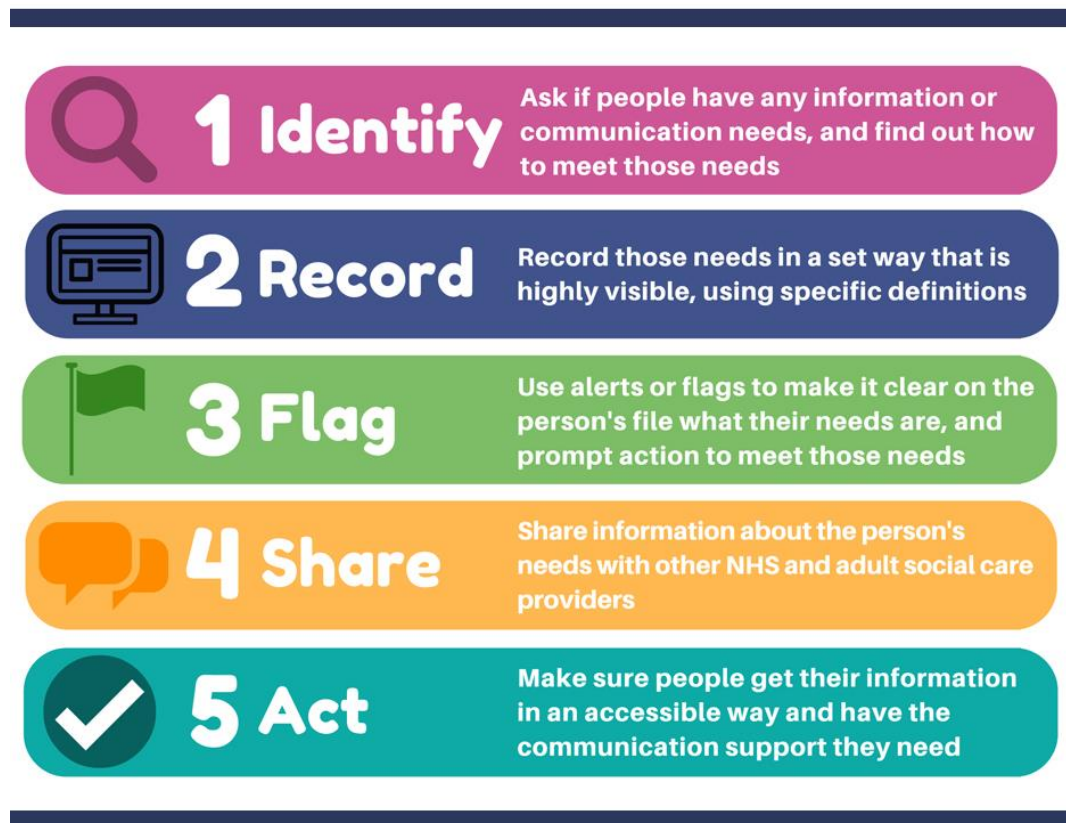 1 Identify
Ask if people have any information or
communication needs, and find out how
to meet those needs
2 Record
Record those needs in a set way that is
highly visible, using specific definitions
3 Flag
Use alerts or flags to make it clear on the
person's file what their needs are, and
prompt action to meet those needs
4 Share
Share information about the person's
needs with other NHS and adult social care
providers
5 Act
Make sure people get their information
in an accessible way and have the
communication support they need